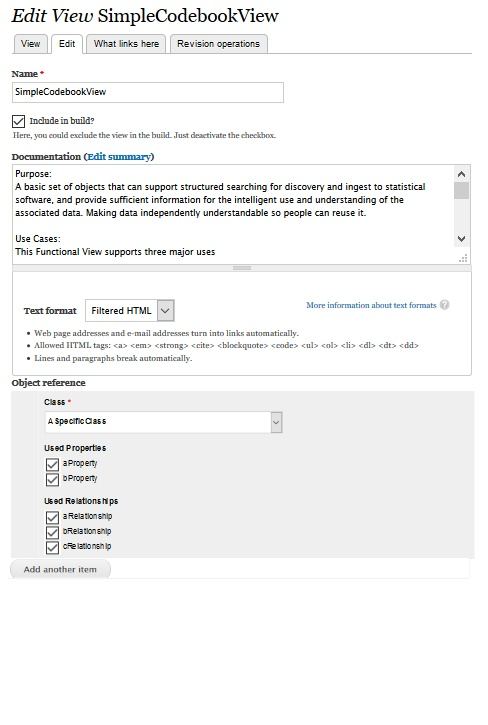 Edit View SimpleCodebookView
View Edit What links here Revision operations
Name *
SimpleCodebookView
Include in build?
Here, you could exclude the view in the build. Just deactivate the checkbox.
Documentation (Edit summary)
Purpose:
A basic set of objects that can support structured searching for discovery and ingest to statistical
software, and provide sufficient information for the intelligent use and understanding of the
associated data. Making data independently understandable so people can reuse it.
Use Cases:
This Functional View supports three major uses
Text format Filtered HTML More information about text formats ?
• Web page addresses and e-mail addresses turn into links automatically.
• Allowed HTML tags: <a> <em> <strong> <cite> <blockquote> <code> <ul> <ol> <li> <dl> <dt> <dd>
• Lines and paragraphs break automatically.
Object reference
Class *
A SpecificClass
Used Properties
aProperty
bProperty
Used Relationships
aRelationship
bRelationship
cRelationship
Add another item